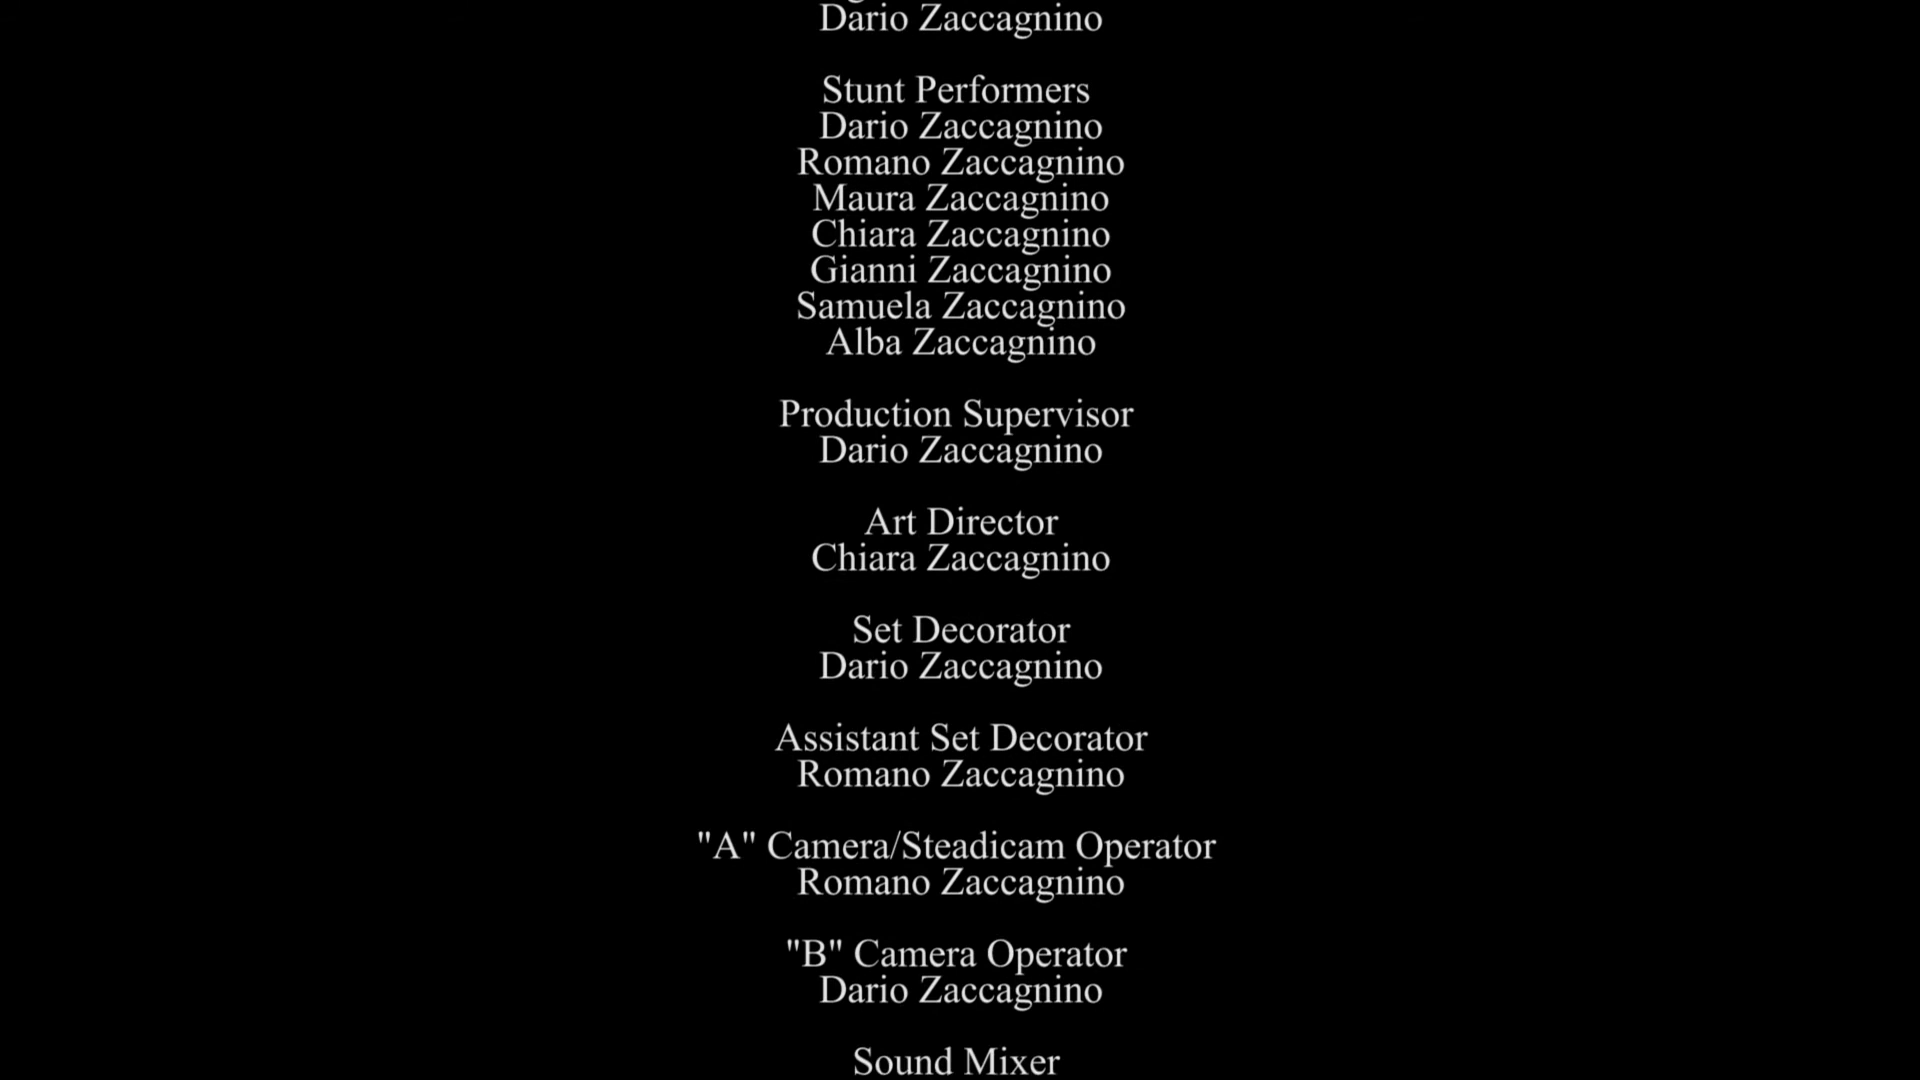 Dario Zaccagnino
Stunt Performers
Dario Zaccagnino
Romano Zaccagnino
Maura Zaccagnino
Chiara Zaccagnino
Gianni Zaccagnino
Samuela Zaccagnino
Alba Zaccagnino
Production Supervisor
Dario Zaccagnino
Art Director
Chiara Zaccagnino
Set Decorator
Dario Zaccagnino
Assistant Set Decorator
Romano Zaccagnino
"A" Camera/Steadicam Operator
Romano Zaccagnino
"B" Camera Operator
Dario Zaccagnino
Sound Mixer